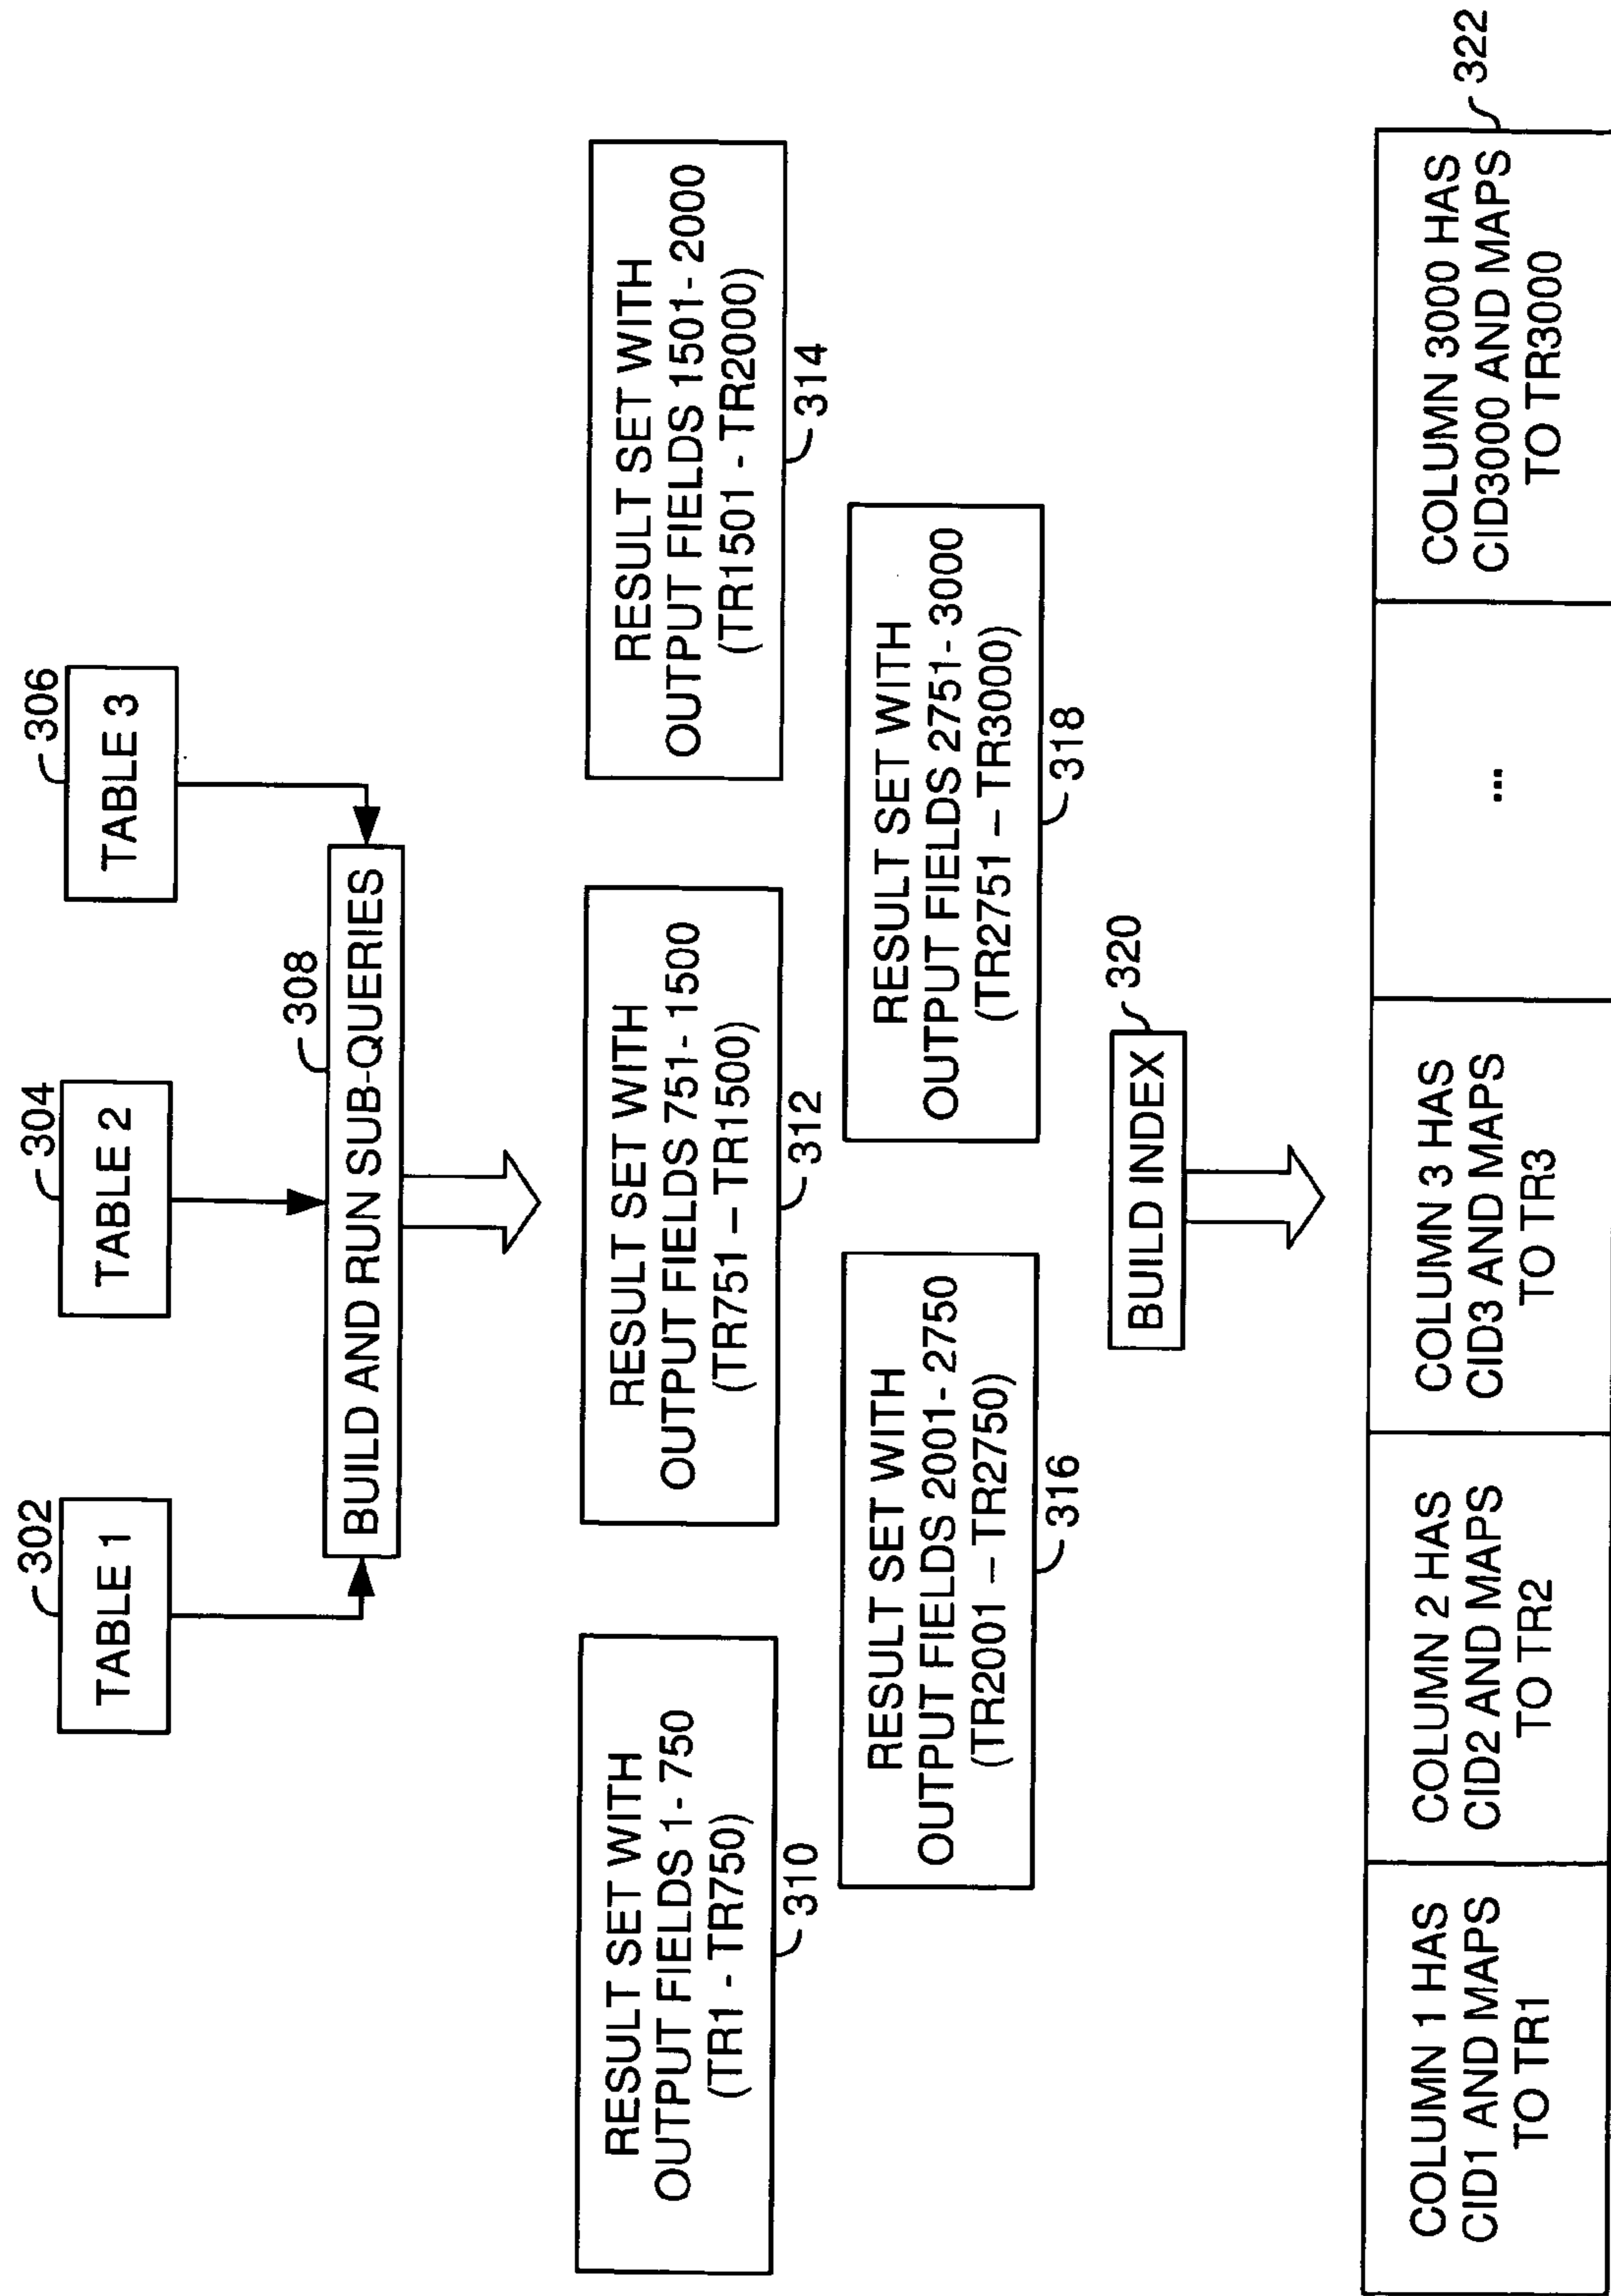 302
TABLE 1
304
TABLE 2
306
TABLE 3
308
BUILD AND RUN SUB-QUERIES
RESULT SET WITH
OUTPUT FIELDS 1- 750
(TR1 - TR750)
310
RESULT SET WITH
OUTPUT FIELDS 751- 1500
(TR751 – TR1500)
312
RESULT SET WITH
OUTPUT FIELDS 1501- 2000
(TR1501 - TR2000)
314
RESULT SET WITH
OUTPUT FIELDS 2001- 2750
(TR2001 – TR2750)
316
RESULT SET WITH
OUTPUT FIELDS 2751- 3000
(TR2751 – TR3000)
318
BUILD INDEX
320
COLUMN 1 HAS
CID1 AND MAPS
TO TR1
COLUMN 2 HAS
CID2 AND MAPS
TO TR2
COLUMN 3 HAS
CID3 AND MAPS
TO TR3
...
COLUMN 3000 HAS
CID3000 AND MAPS
TO TR3000
322